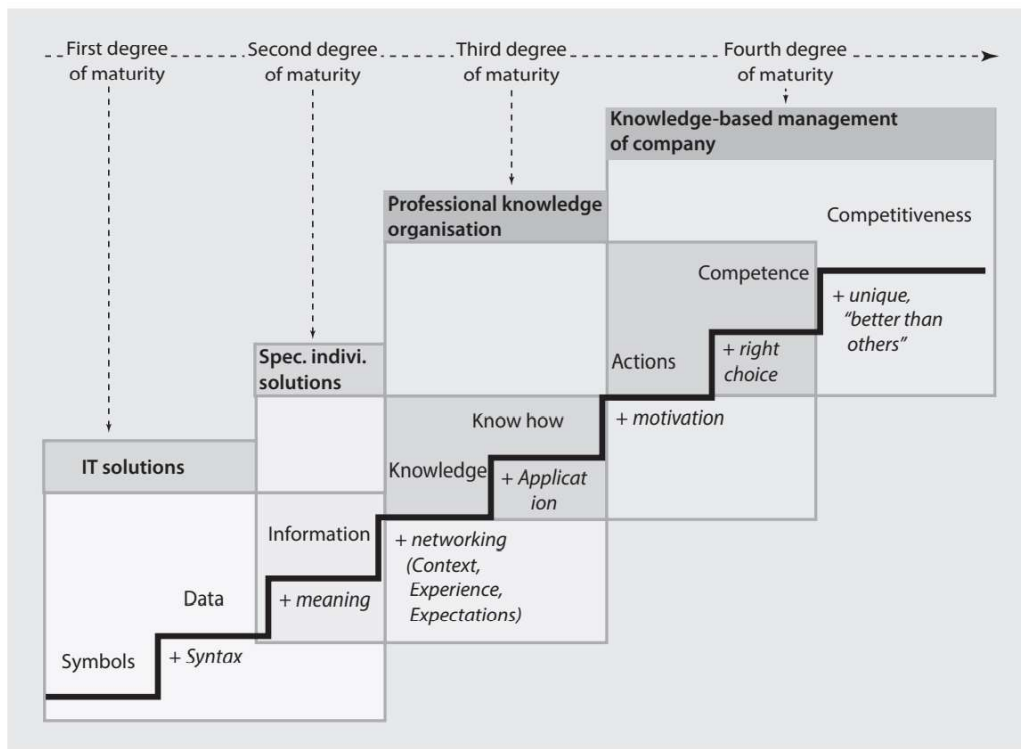 First degree
of maturity
Second degree
of maturity
Third degree
of maturity
Fourth degree
of maturity
Knowledge-based management
of company
Professional knowledge
organisation
Competitiveness
Competence
+ unique,
"better than
others"
Spec. indivi.
solutions
Actions
+ right
choice
Know how
+ motivation
IT solutions
Knowledge
+ Applicat
ion
Information
+ networking
(Context,
Experience,
Expectations)
Data
+ meaning
Symbols
+ Syntax